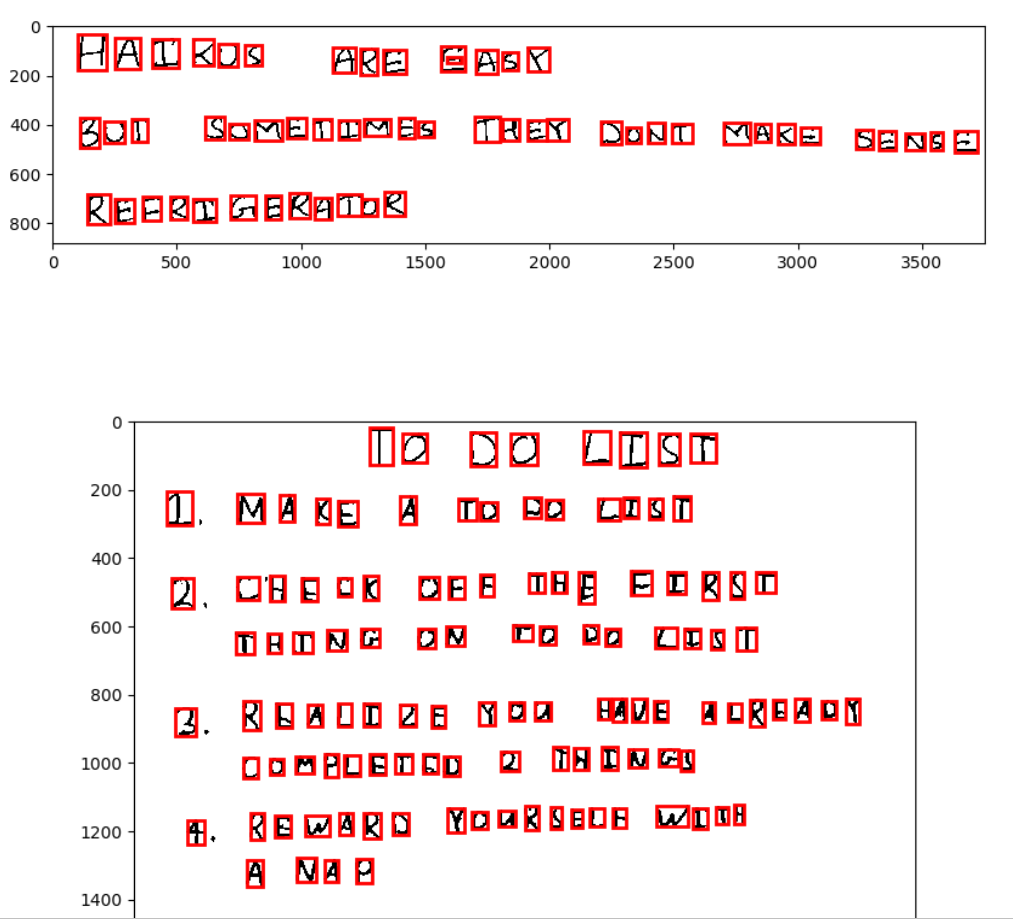 0
HAIKUS ARE EASY
200
400 BUT SOMETIMES THEY DONT MAKE SENSE
600
REFRIGERATOR
800
0 500 1000 1500 2000 2500 3000 3500
0
TO DO LIST
200
1. MAKE A TO DO LIST
400
2. CHECK OFF THE FIRST
600
THING ON TO DO LIST
800
3. REALIZE YOU HAVE ALREADY
1000 COMPLETED 2 THINGS
1200
4. REWARD YOURSELF WITH
A NAP
1400